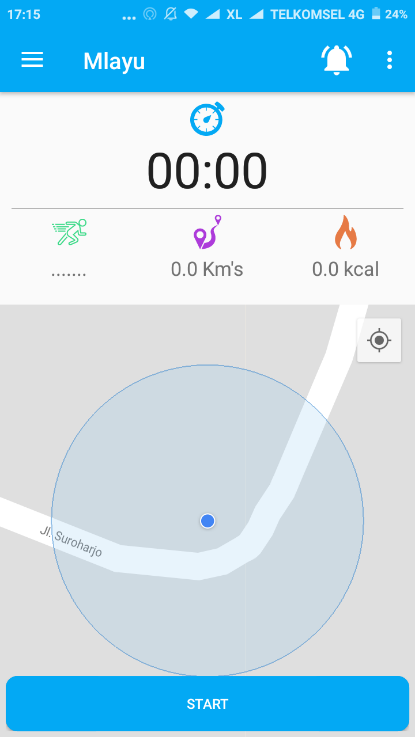 17:15 ... XL TELKOMSEL 4G 24%
Mlayu
00:00
....... 0.0 Km's 0.0 kcal
Jl. Suroharjo
START